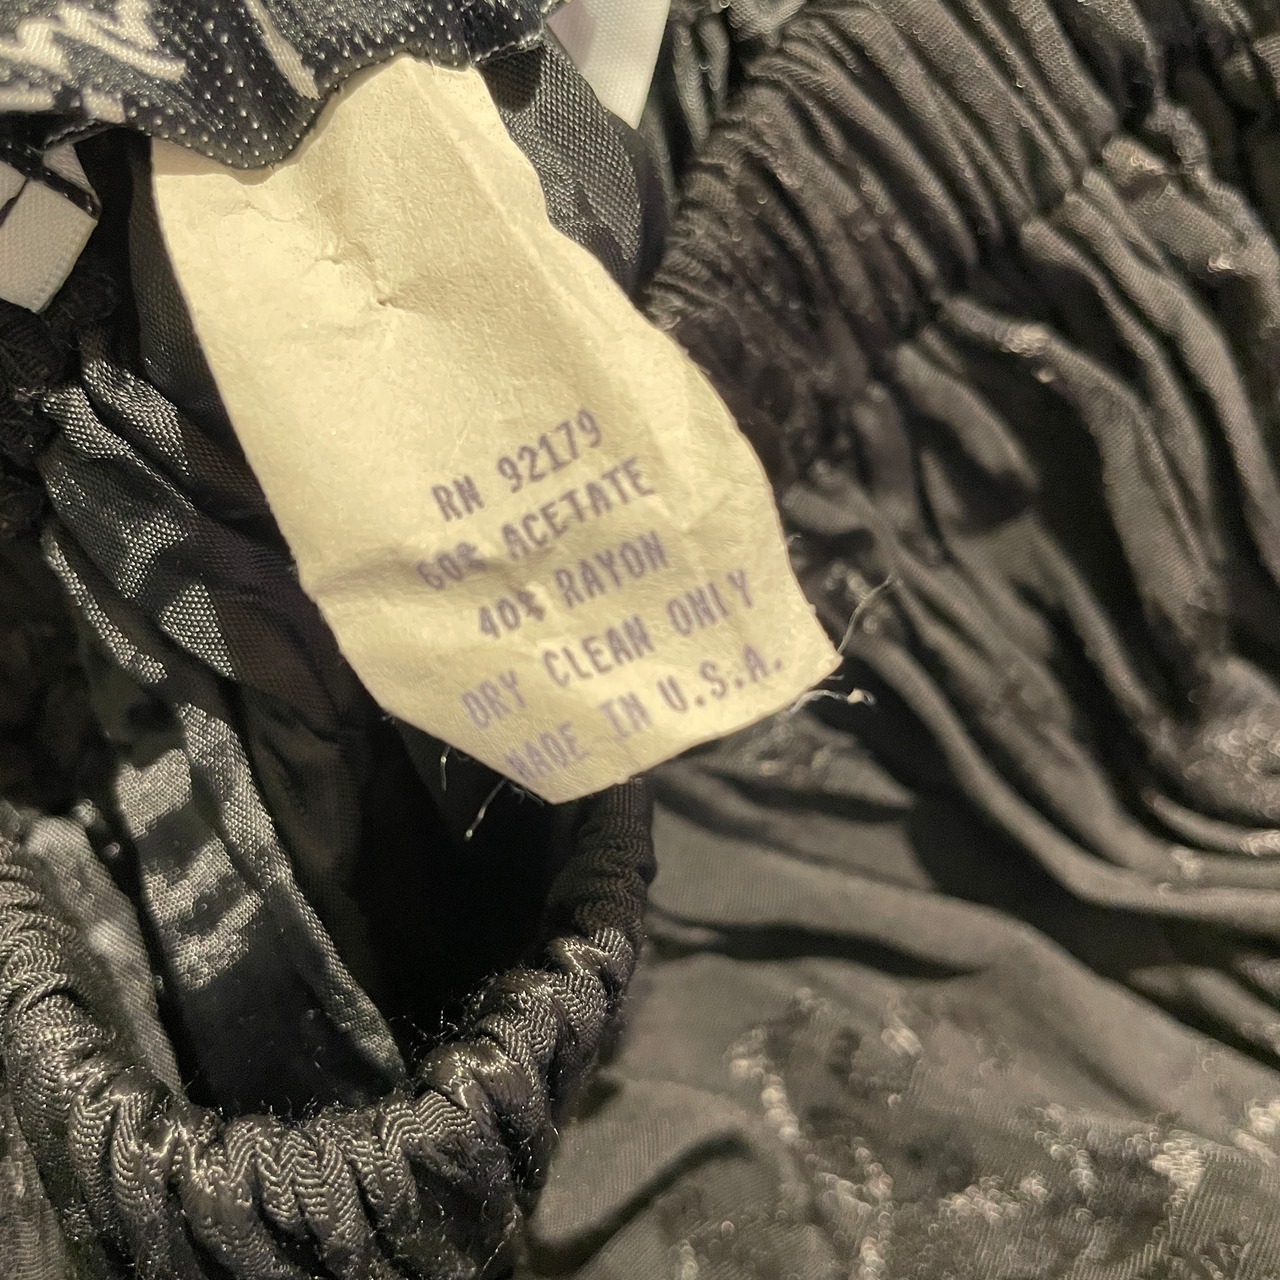 RN 92179
60% ACETATE
40% RAYON
DRY CLEAN ONLY
MADE IN U.S.A.